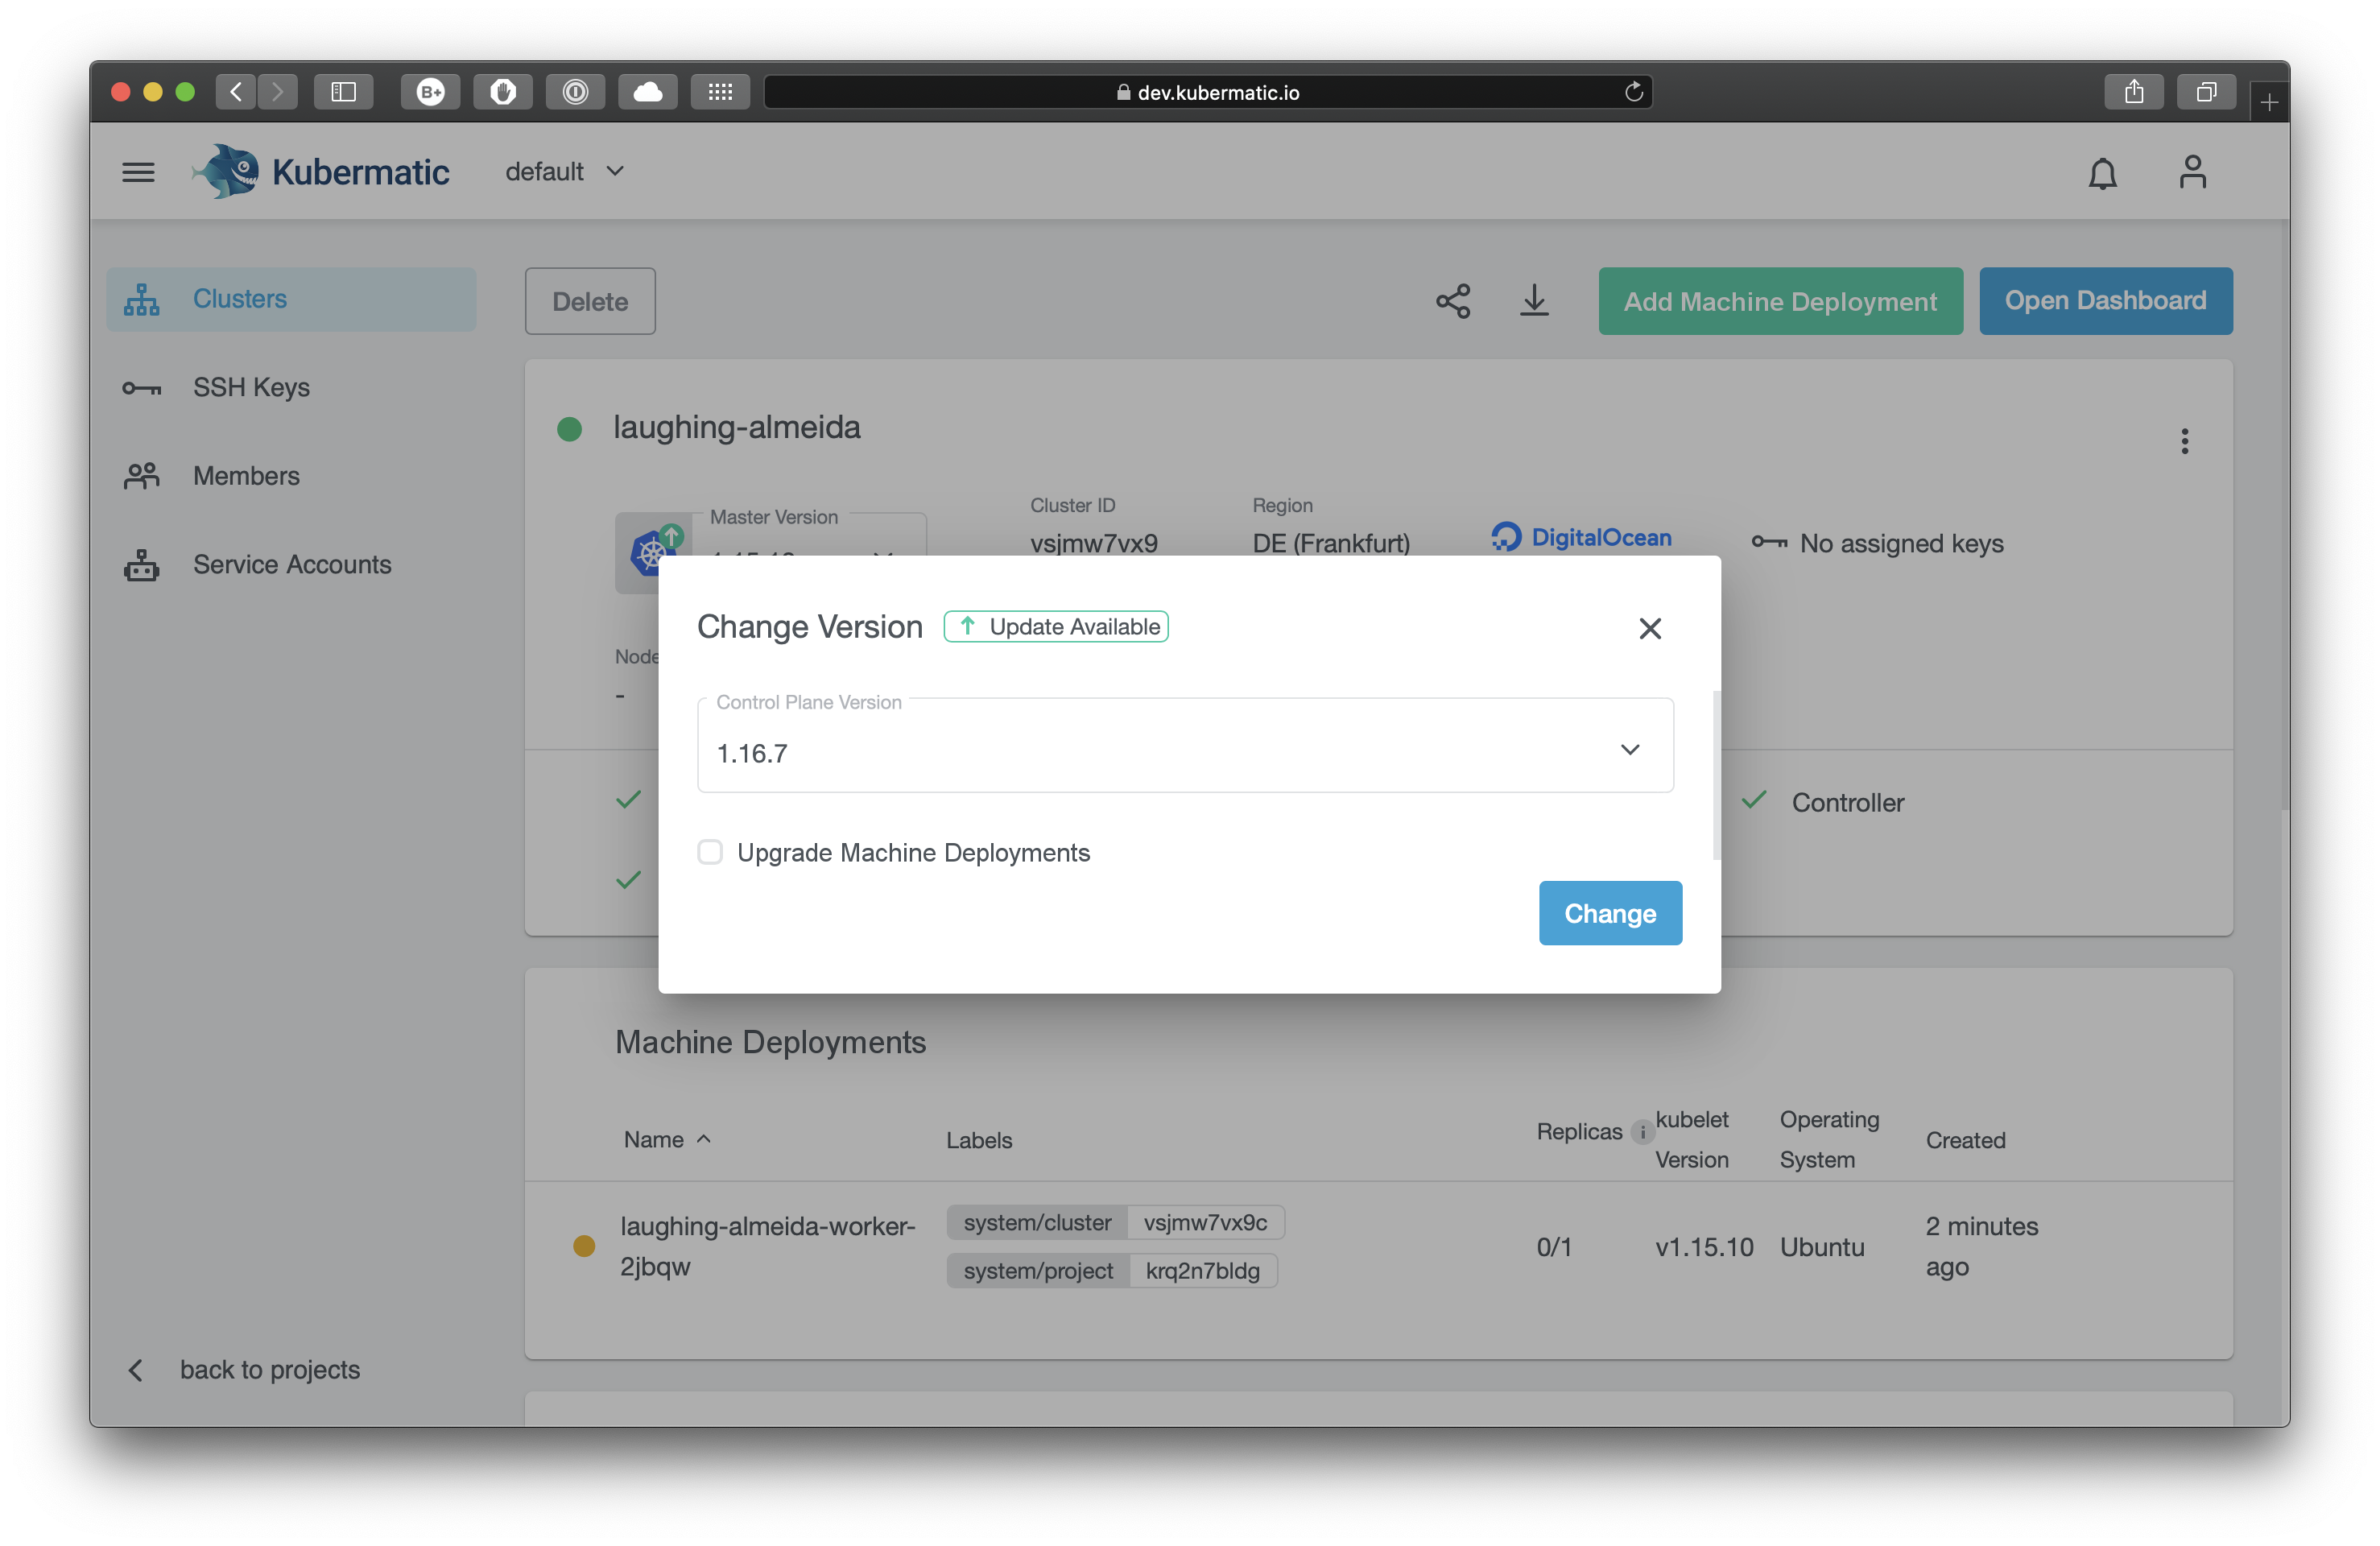 B+
dev.kubermatic.io
Kubermatic
default
Clusters
SSH Keys
Members
Service Accounts
back to projects
Delete
Add Machine Deployment
Open Dashboard
laughing-almeida
Master Version
Cluster ID
vsjmw7vx9
Region
DE (Frankfurt)
DigitalOcean
No assigned keys
Node
-
Change Version
Update Available
Control Plane Version
1.16.7
Upgrade Machine Deployments
Change
Controller
Machine Deployments
Name
Labels
Replicas
i
kubelet
Version
Operating
System
Created
laughing-almeida-worker-
2jbqw
system/cluster vsjmw7vx9c
system/project krq2n7bldg
0/1
v1.15.10
Ubuntu
2 minutes
ago